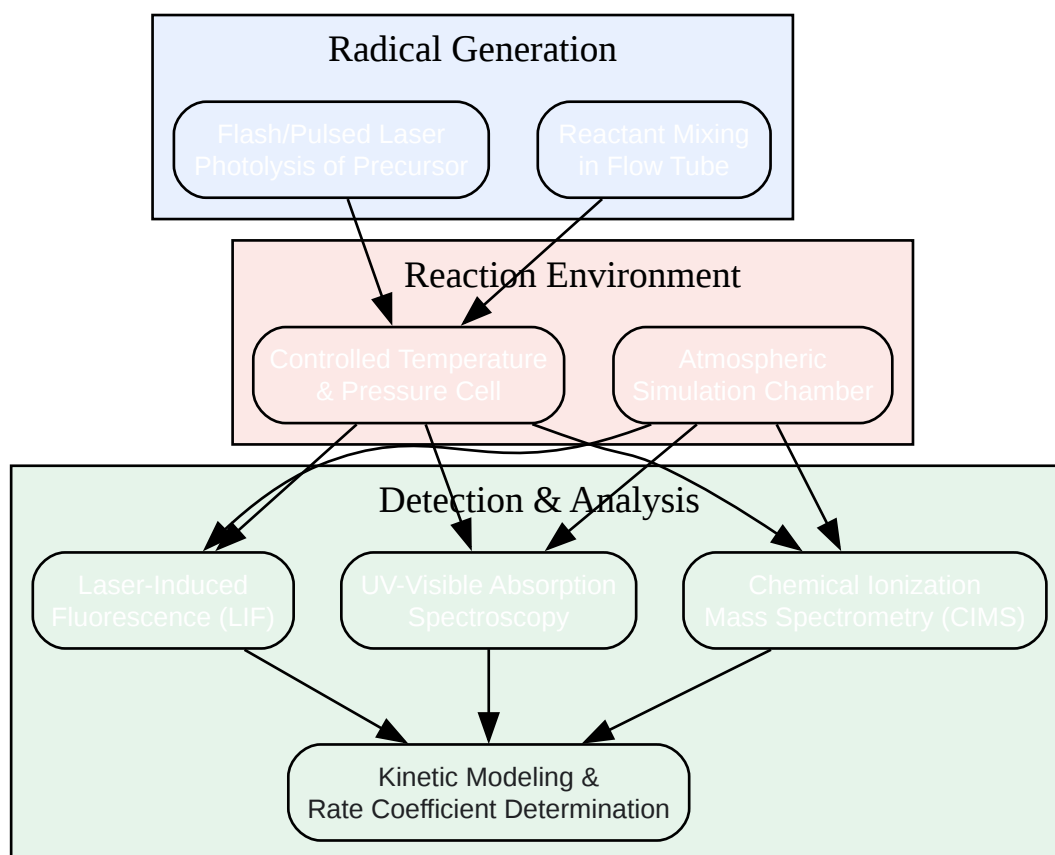 Radical Generation
Flash/Pulsed Laser
Photolysis of Precursor
Reactant Mixing
in Flow Tube
Reaction Environment
Controlled Temperature
& Pressure Cell
Atmospheric
Simulation Chamber
Detection & Analysis
Laser-Induced
Fluorescence (LIF)
UV-Visible Absorption
Spectroscopy
Chemical Ionization
Mass Spectrometry (CIMS)
Kinetic Modeling &
Rate Coefficient Determination